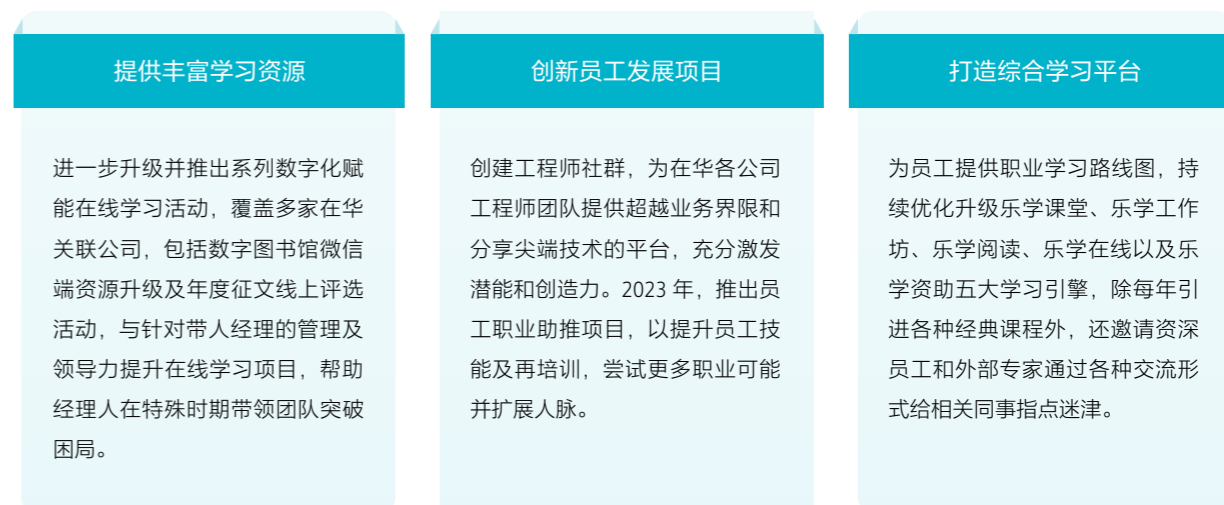 提供丰富学习资源
进一步升级并推出系列数字化赋
能在线学习活动，覆盖多家在华
关联公司，包括数字图书馆微信
端资源升级及年度征文线上评选
活动，与针对带人经理的管理及
领导力提升在线学习项目，帮助
经理人在特殊时期带领团队突破
困局。
创新员工发展项目
创建工程师社群，为在华各公司
工程师团队提供超越业务界限和
分享尖端技术的平台，充分激发
潜能和创造力。2023 年，推出员
工职业助推项目，以提升员工技
能及再培训，尝试更多职业可能
并扩展人脉。
打造综合学习平台
为员工提供职业学习路线图，持
续优化升级乐学课堂、乐学工作
坊、乐学阅读、乐学在线以及乐
学资助五大学习引擎，除每年引
进各种经典课程外，还邀请资深
员工和外部专家通过各种交流形
式给相关同事指点迷津。